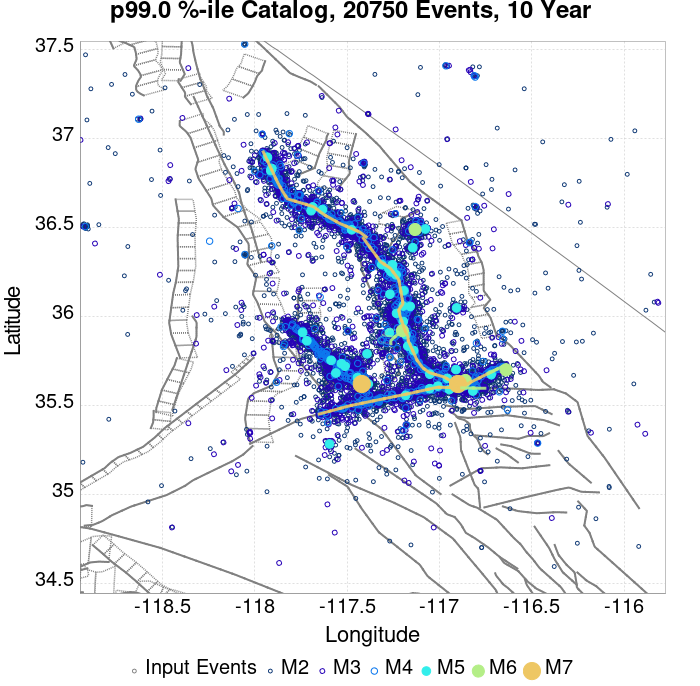 p99.0 %-ile Catalog, 20750 Events, 10 Year
37.5
37
36.5
36
35.5
35
34.5
Latitude
-118.5 -118 -117.5 -117 -116.5 -116
Longitude
Input Events M2 M3 M4 M5 M6 M7